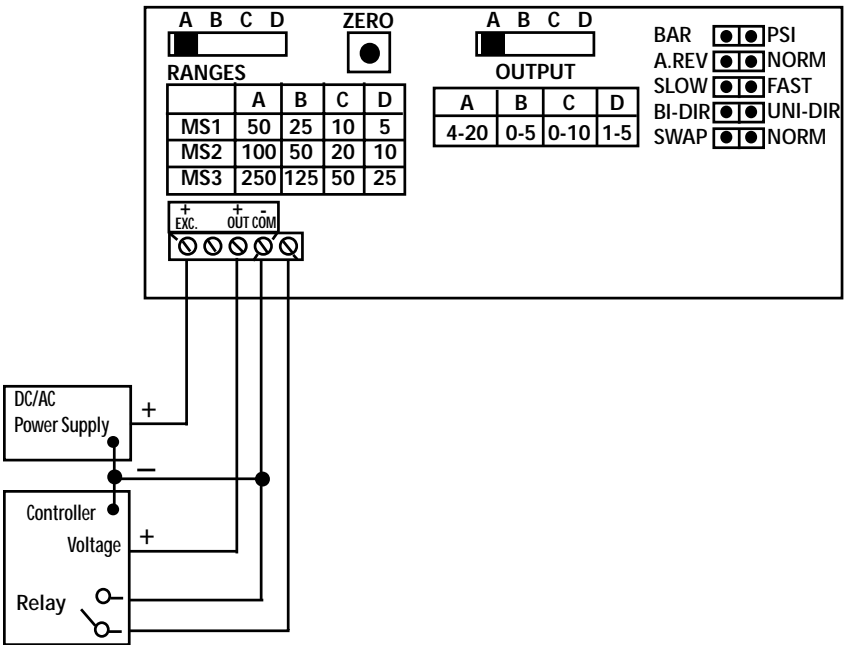 A B C D
ZERO
RANGES
A B C D
MS1 50 25 10 5
MS2 100 50 20 10
MS3 250 125 50 25
A B C D
OUTPUT
A B C D
4-20 0-5 0-10 1-5
BAR PSI
A.REV NORM
SLOW FAST
BI-DIR UNI-DIR
SWAP NORM
+ + -
EXC. OUT COM
DC/AC
Power Supply
+
–
Controller
Voltage +
Relay